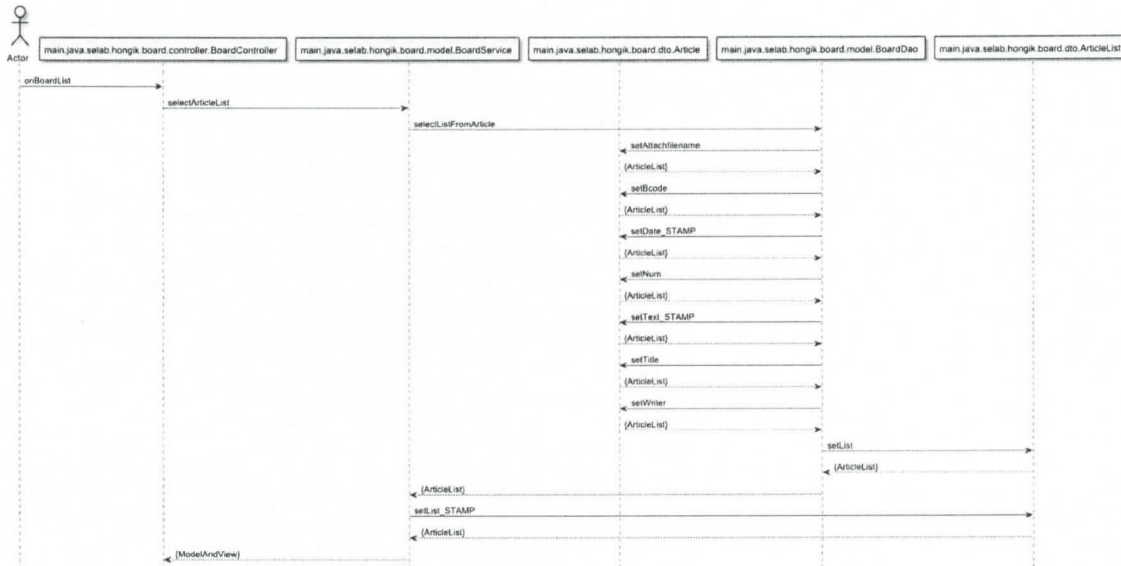 Actor
main.java.selab.hongik.board.controller.BoardController
main.java.selab.hongik.board.model.BoardService
main.java.selab.hongik.board.dto.Article
main.java.selab.hongik.board.model.BoardDao
main.java.selab.hongik.board.dto.ArticleList
onBoardList
selectArticleList
selectListFromArticle
setAttachfilename
{ArticleList}
setBcode
{ArticleList}
setDate_STAMP
{ArticleList}
setNum
{ArticleList}
setText_STAMP
{ArticleList}
setTitle
{ArticleList}
setWriter
{ArticleList}
setList
{ArticleList}
{ArticleList}
setList_STAMP
{ArticleList}
{ModelAndView}